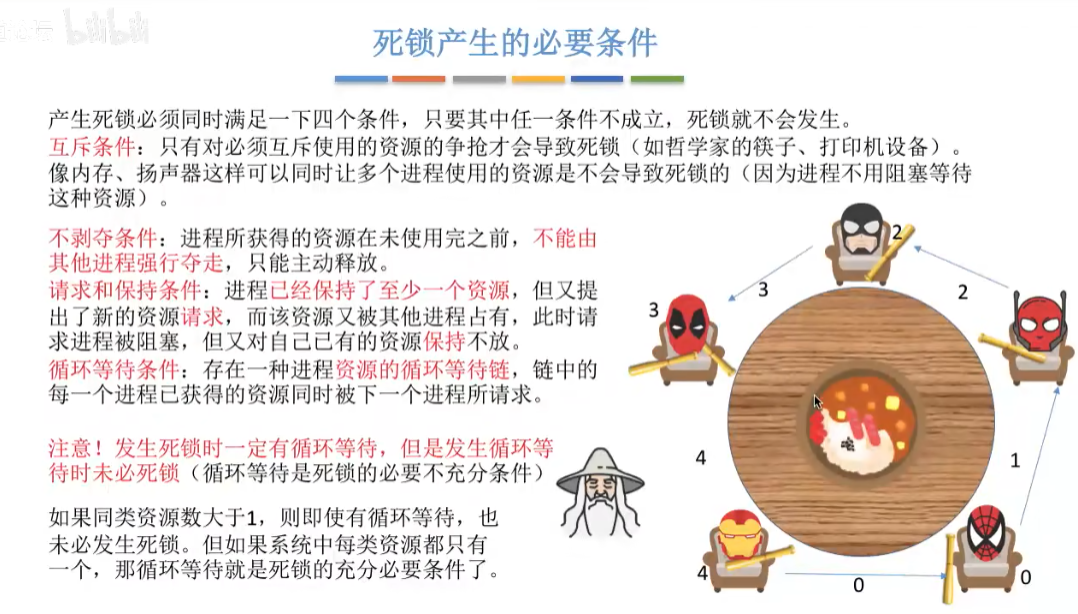 bilibili
死锁产生的必要条件
产生死锁必须同时满足一下四个条件，只要其中任一条件不成立，死锁就不会发生。
互斥条件：只有对必须互斥使用的资源的争抢才会导致死锁（如哲学家的筷子、打印机设备）。
像内存、扬声器这样可以同时让多个进程使用的资源是不会导致死锁的（因为进程不用阻塞等待
这种资源）。
不剥夺条件：进程所获得的资源在未使用完之前，不能由
其他进程强行夺走，只能主动释放。
请求和保持条件：进程已经保持了至少一个资源，但又提
出了新的资源请求，而该资源又被其他进程占有，此时请
求进程被阻塞，但又对自己已有的资源保持不放。
循环等待条件：存在一种进程资源的循环等待链，链中的
每一个进程已获得的资源同时被下一个进程所请求。
注意！发生死锁时一定有循环等待，但是发生循环等
待时未必死锁（循环等待是死锁的必要不充分条件）
如果同类资源数大于1，则即使有循环等待，也
未必发生死锁。但如果系统中每类资源都只有
一个，那循环等待就是死锁的充分必要条件了。
2
3
2
3
4
1
4
0
0